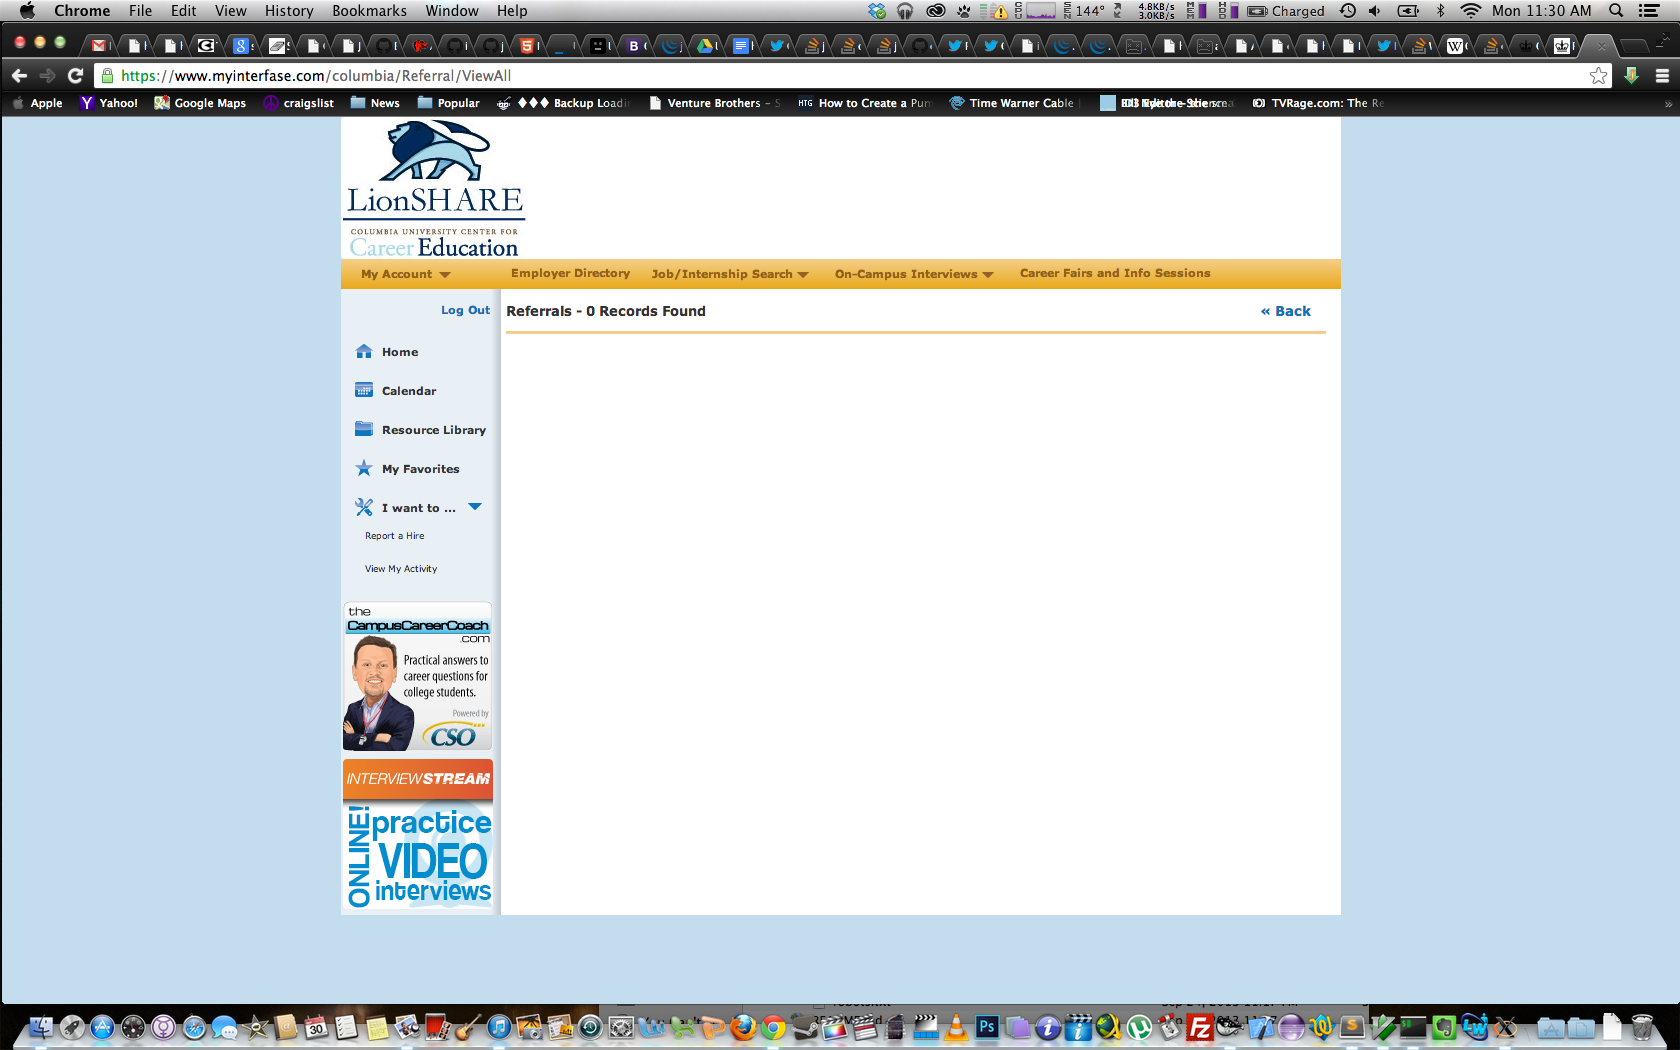 Chrome File Edit View History Bookmarks Window Help
144° 4.8KB/s 3.0KB/s Charged Mon 11:30 AM
https://www.myinterfase.com/columbia/Referral/ViewAll
Apple Yahoo! Google Maps craigslist News Popular ♦♦♦ Backup Loadin Venture Brothers – S HTG How to Create a Pum Time Warner Cable TVRage.com: The Re »
LionSHARE
COLUMBIA UNIVERSITY CENTER FOR
Career Education
My Account Employer Directory Job/Internship Search On-Campus Interviews Career Fairs and Info Sessions
Log Out
Referrals - 0 Records Found
« Back
Home
Calendar
Resource Library
My Favorites
I want to ...
Report a Hire
View My Activity
the
CampusCareerCoach
.com
Practical answers to
career questions for
college students.
Powered by
CSO
INTERVIEWSTREAM
ONLINE!
practice
VIDEO
interviews